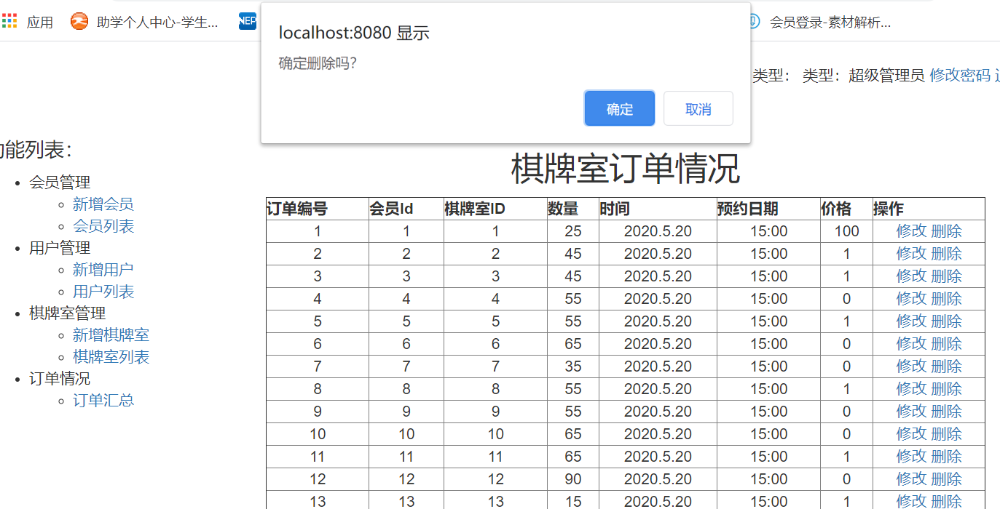 应用 助学个人中心-学生... NEP 会员登录-素材解析...
localhost:8080 显示
确定删除吗?
确定 取消
类型： 类型：超级管理员 修改密码
能列表：
会员管理
新增会员
会员列表
用户管理
新增用户
用户列表
棋牌室管理
新增棋牌室
棋牌室列表
订单情况
订单汇总
棋牌室订单情况
订单编号 会员Id 棋牌室ID 数量 时间 预约日期 价格 操作
1 1 1 25 2020.5.20 15:00 100 修改 删除
2 2 2 45 2020.5.20 15:00 1 修改 删除
3 3 3 45 2020.5.20 15:00 1 修改 删除
4 4 4 55 2020.5.20 15:00 0 修改 删除
5 5 5 55 2020.5.20 15:00 1 修改 删除
6 6 6 65 2020.5.20 15:00 0 修改 删除
7 7 7 35 2020.5.20 15:00 0 修改 删除
8 8 8 55 2020.5.20 15:00 1 修改 删除
9 9 9 55 2020.5.20 15:00 0 修改 删除
10 10 10 65 2020.5.20 15:00 0 修改 删除
11 11 11 65 2020.5.20 15:00 1 修改 删除
12 12 12 90 2020.5.20 15:00 0 修改 删除
13 13 13 15 2020.5.20 15:00 1 修改 删除